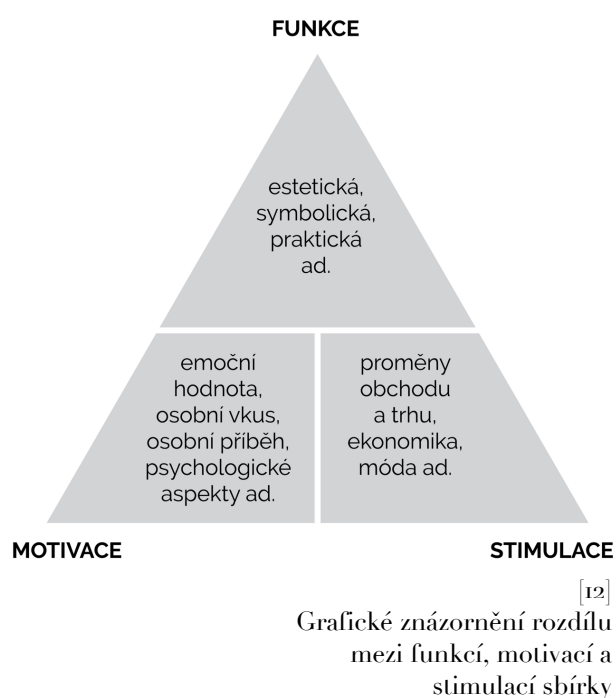 FUNKCE
estetická,
symbolická,
praktická
ad.
emoční
hodnota,
osobní vkus,
osobní příběh,
psychologické
aspekty ad.
proměny
obchodu
a trhu,
ekonomika,
móda ad.
MOTIVACE
STIMULACE
[12]
Grafické znázornění rozdílu
mezi funkcí, motivací a
stimulací sbírky